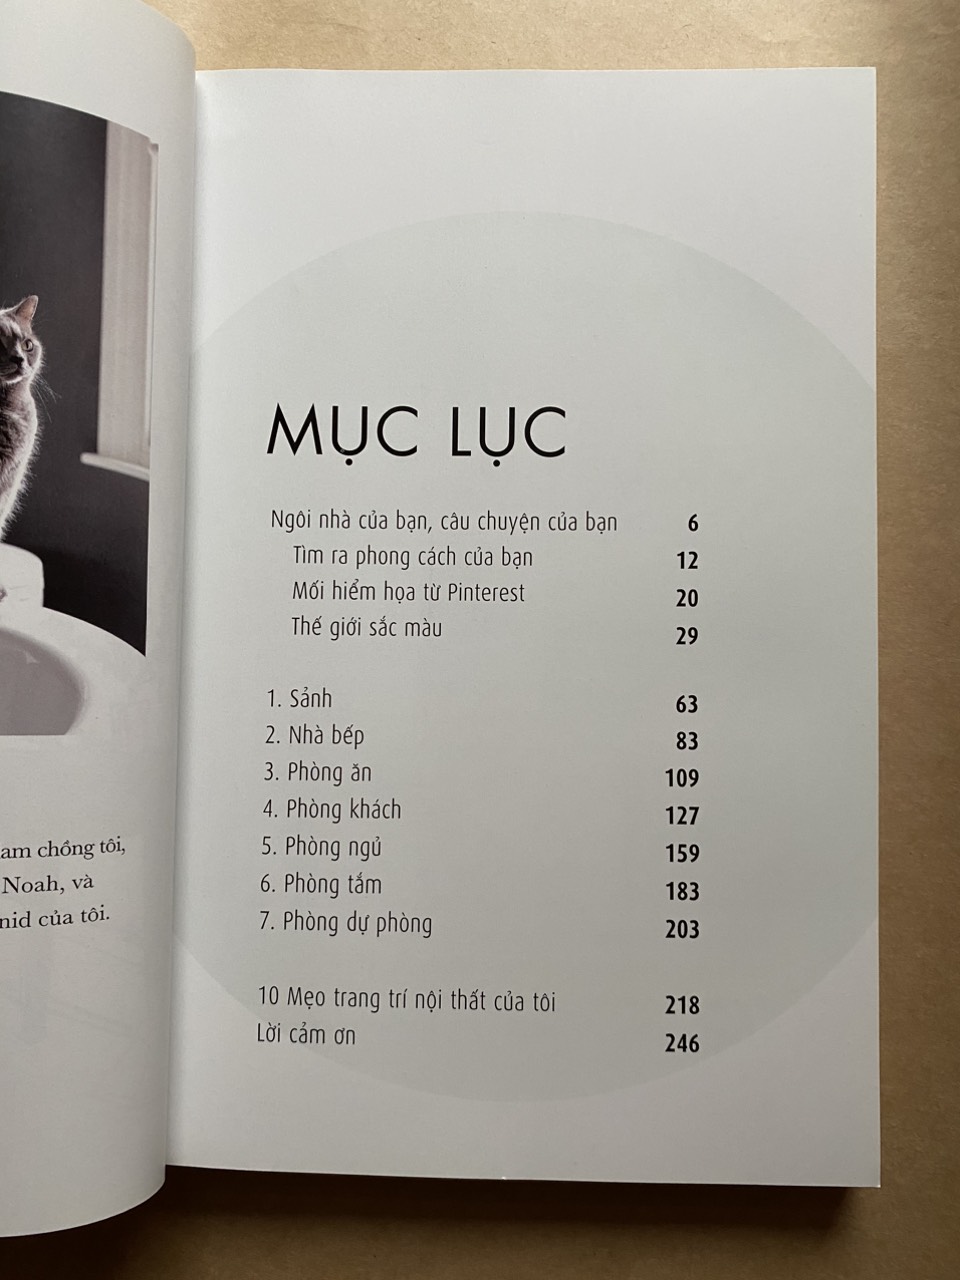 am chồng tôi,
Noah, và
của tôi.
MỤC LỤC
Ngôi nhà của bạn, câu chuyện của bạn 6
Tìm ra phong cách của bạn 12
Mối hiểm họa từ Pinterest 20
Thế giới sắc màu 29
1. Sảnh 63
2. Nhà bếp 83
3. Phòng ăn 109
4. Phòng khách 127
5. Phòng ngủ 159
6. Phòng tắm 183
7. Phòng dự phòng 203
10 Mẹo trang trí nội thất của tôi 218
Lời cảm ơn 246